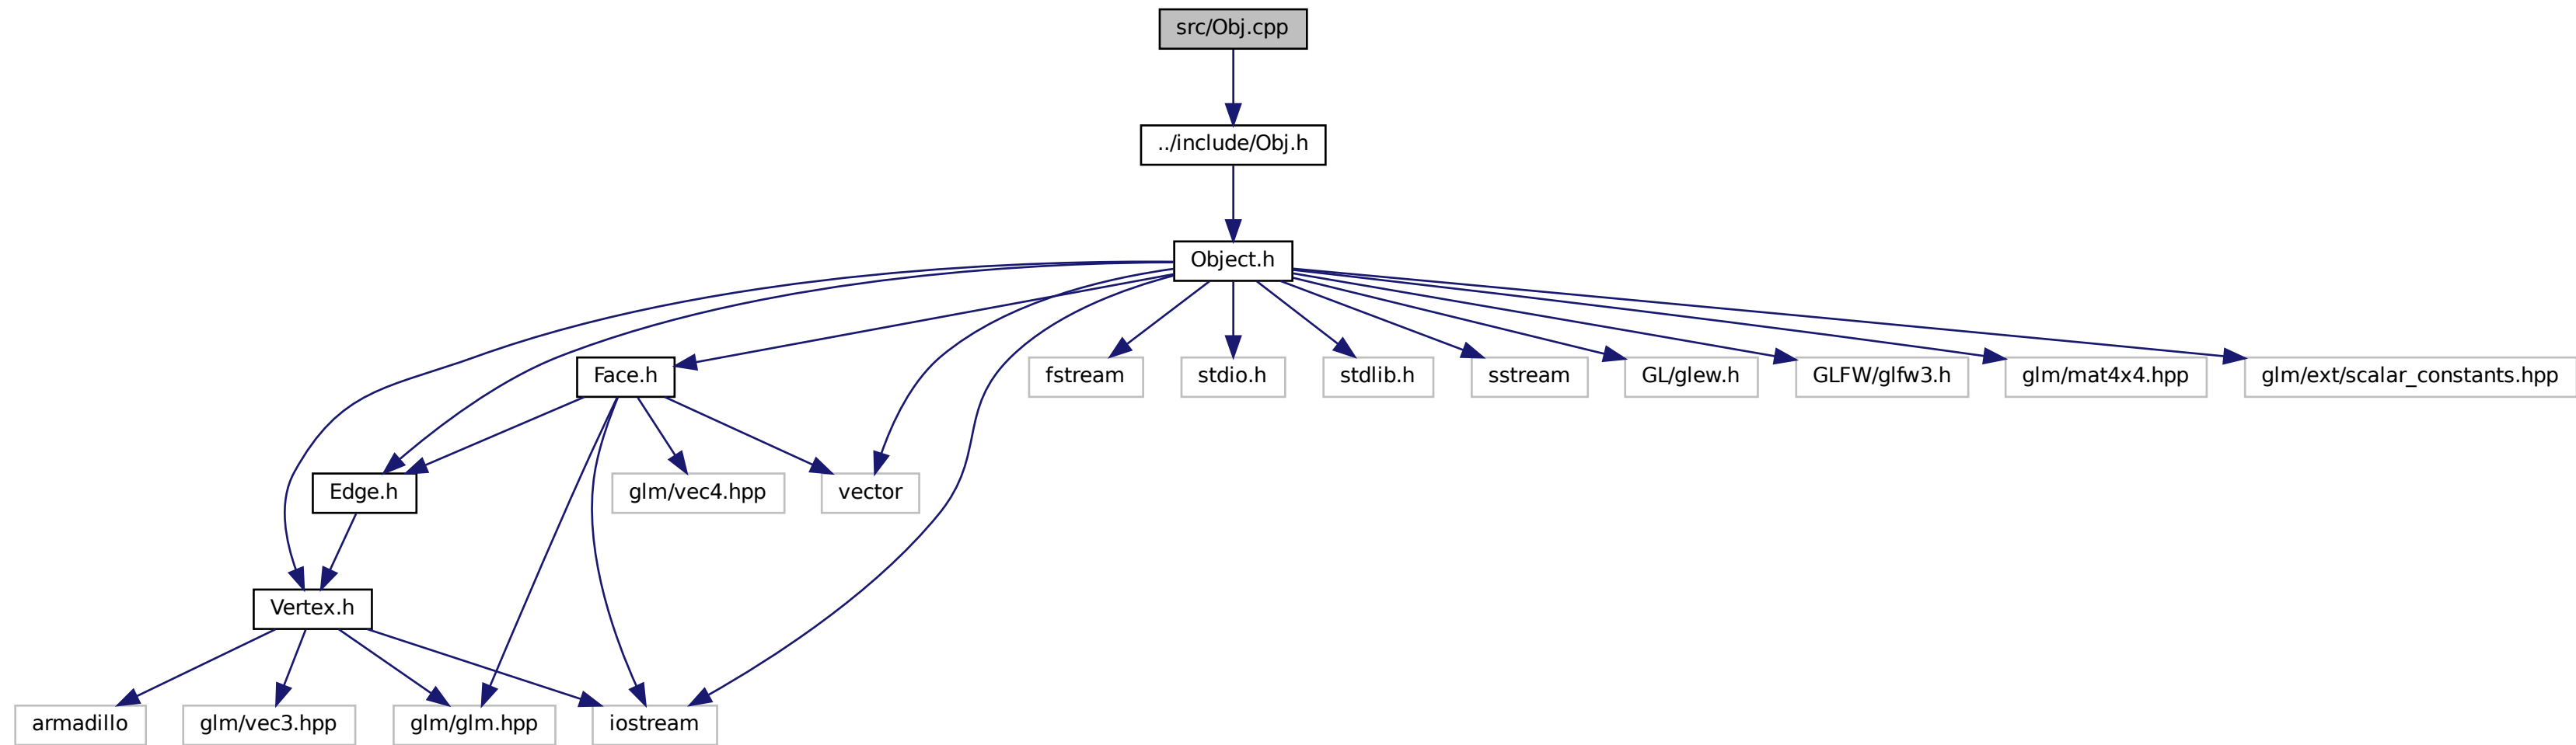 src/Obj.cpp
../include/Obj.h
Object.h
Face.h
fstream
stdio.h
stdlib.h
sstream
GL/glew.h
GLFW/glfw3.h
glm/mat4x4.hpp
glm/ext/scalar_constants.hpp
Edge.h
glm/vec4.hpp
vector
Vertex.h
armadillo
glm/vec3.hpp
glm/glm.hpp
iostream